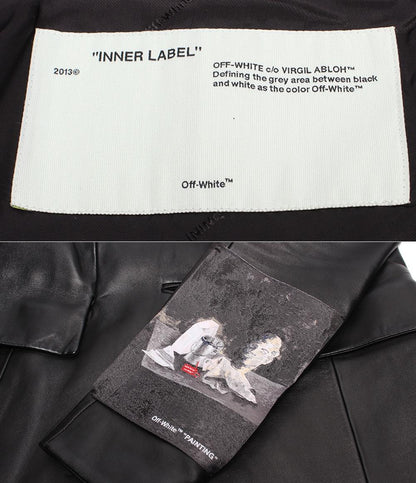 "INNER LABEL"
2013©
OFF-WHITE c/o VIRGIL ABLOH™
Defining the grey area between black
and white as the color Off-White™
Off-White™
Off-White™ "PAINTING"